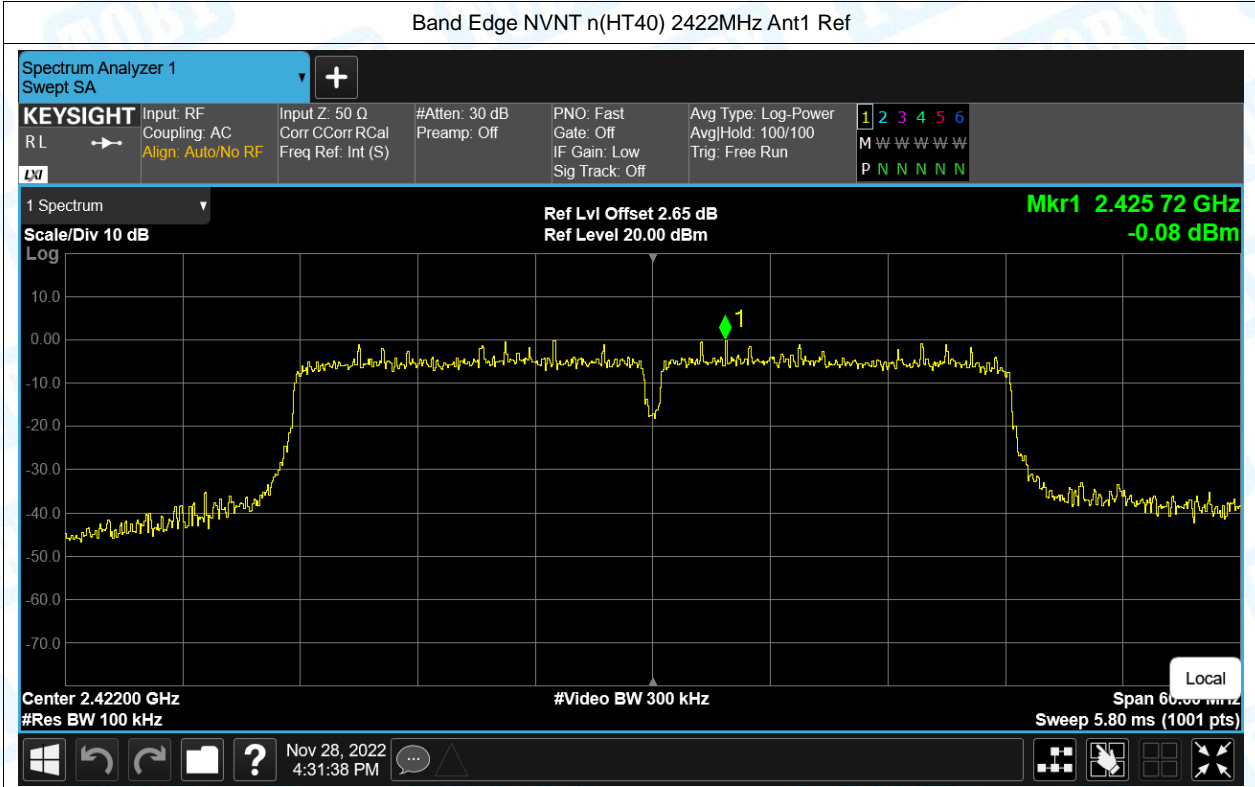 Band Edge NVNT n(HT40) 2422MHz Ant1 Ref
Spectrum Analyzer 1
Swept SA
KEYSIGHT
R L
LXI
Input: RF
Coupling: AC
Align: Auto/No RF
Input Z: 50 Ω
Corr CCorr RCal
Freq Ref: Int (S)
#Atten: 30 dB
Preamp: Off
PNO: Fast
Gate: Off
IF Gain: Low
Sig Track: Off
Avg Type: Log-Power
Avg|Hold: 100/100
Trig: Free Run
1 2 3 4 5 6
M W W W W W
P N N N N N
1 Spectrum
Scale/Div 10 dB
Log
Ref Lvl Offset 2.65 dB
Ref Level 20.00 dBm
Mkr1 2.425 72 GHz
-0.08 dBm
1
10.0
0.00
-10.0
-20.0
-30.0
-40.0
-50.0
-60.0
-70.0
Local
Center 2.42200 GHz
#Video BW 300 kHz
Span 60.00 MHz
#Res BW 100 kHz
Sweep 5.80 ms (1001 pts)
?
Nov 28, 2022
4:31:38 PM